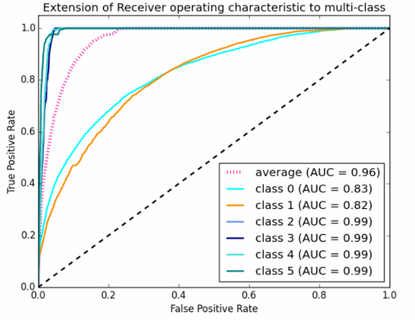 Extension of Receiver operating characteristic to multi-class
1.0
0.8
0.6
0.4
0.2
0.0
True Positive Rate
average (AUC = 0.96)
class 0 (AUC = 0.83)
class 1 (AUC = 0.82)
class 2 (AUC = 0.99)
class 3 (AUC = 0.99)
class 4 (AUC = 0.99)
class 5 (AUC = 0.99)
0.0 0.2 0.4 0.6 0.8 1.0
False Positive Rate